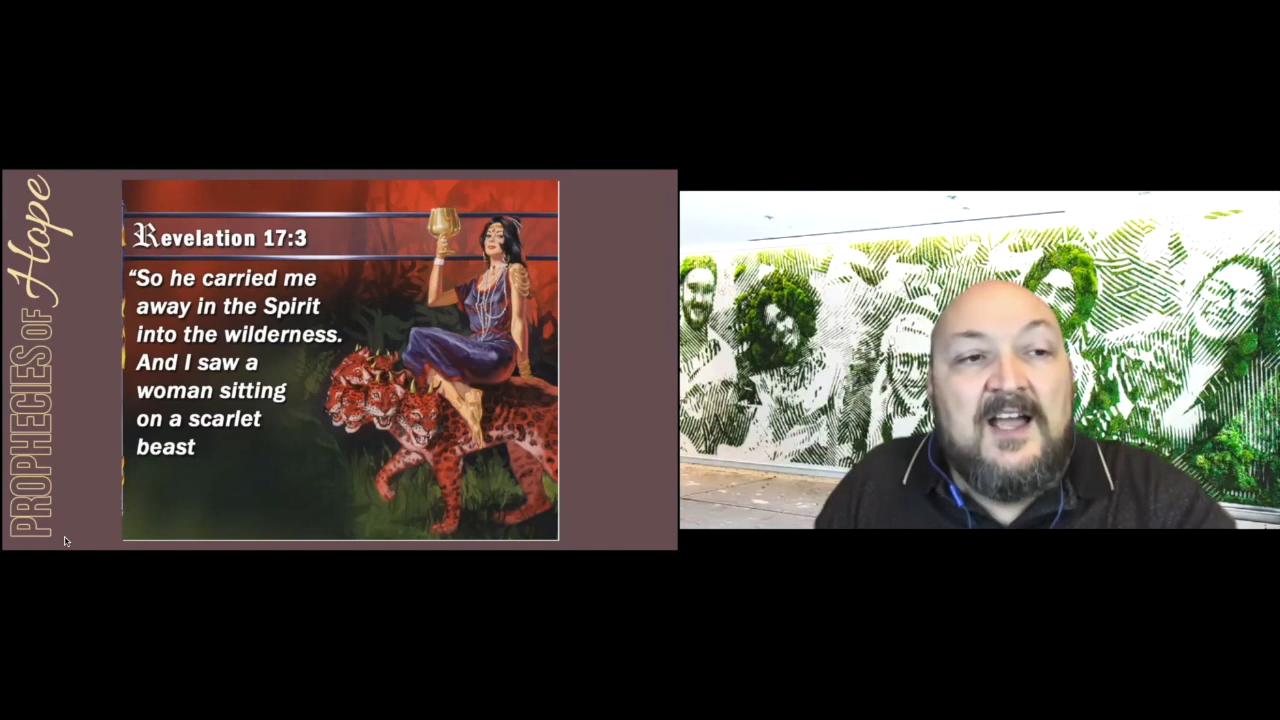 PROPHECIES OF Hope
Revelation 17:3
“So he carried me
away in the Spirit
into the wilderness.
And I saw a
woman sitting
on a scarlet
beast